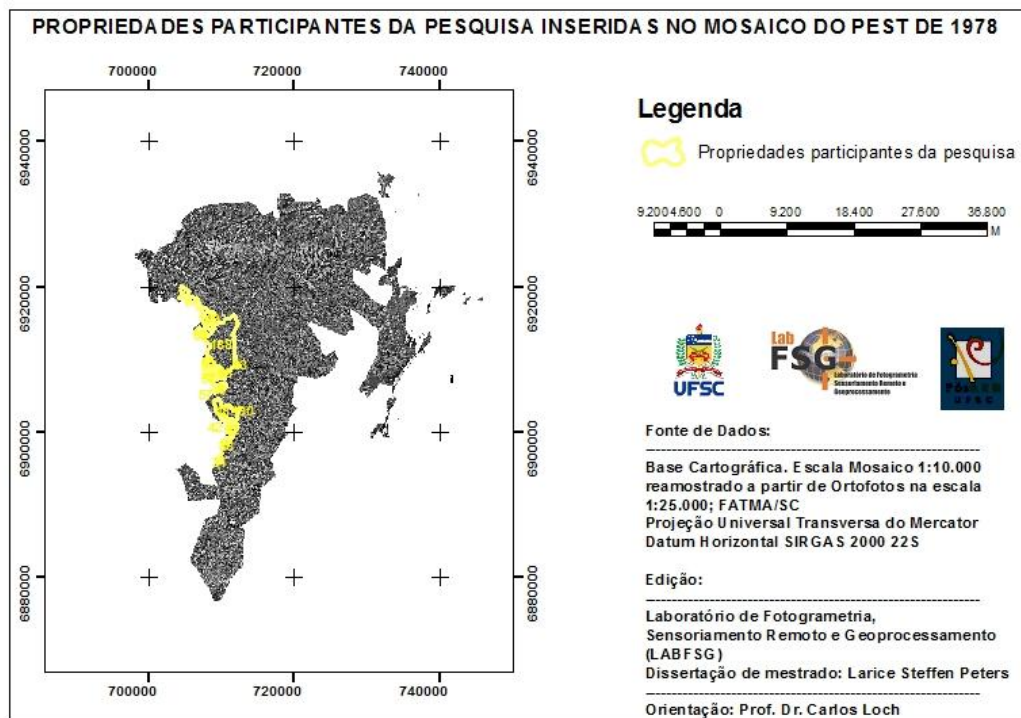 PROPRIEDADES PARTICIPANTES DA PESQUISA INSERIDAS NO MOSAICO DO PEST DE 1978
700000 720000 740000
6940000 6940000
6920000 6920000
6900000 6900000
6880000 6880000
700000 720000 740000
Legenda
Propriedades participantes da pesquisa
9.2004.600 0 9.200 18.400 27.600 36.800
M
UFSC
Lab
FSG
Laboratório de Fotogrametria
Sensoriamento Remoto e
Geoprocessamento
UFSC
Fonte de Dados:
Base Cartográfica. Escala Mosaico 1:10.000
reamostrado a partir de Ortofotos na escala
1:25.000; FATMA/SC
Projeção Universal Transversa do Mercator
Datum Horizontal SIRGAS 2000 22S
Edição:
Laboratório de Fotogrametria,
Sensoriamento Remoto e Geoprocessamento
(LABFSG)
Dissertação de mestrado: Larice Steffen Peters
Orientação: Prof. Dr. Carlos Loch